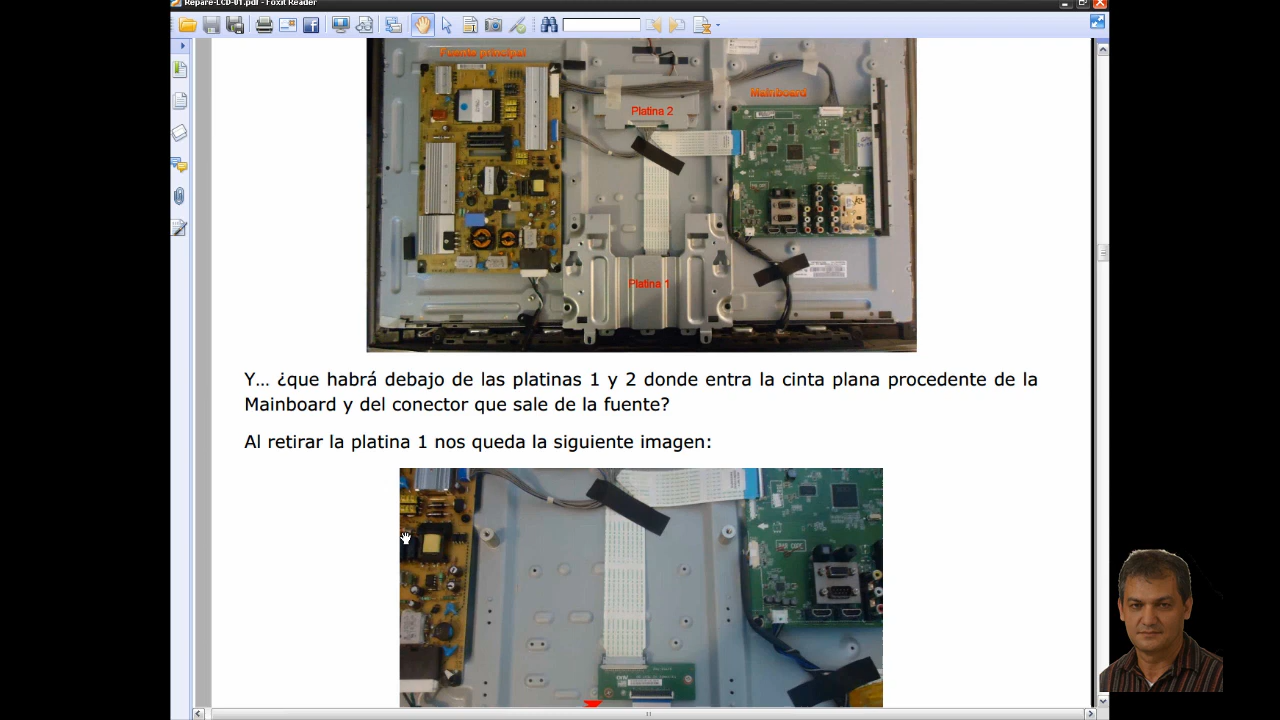 Repare-LCD-01.pdf - Foxit Reader
Fuente principal
Mainboard
Platina 2
Platina 1
Y... ¿que habrá debajo de las platinas 1 y 2 donde entra la cinta plana procedente de la
Mainboard y del conector que sale de la fuente?
Al retirar la platina 1 nos queda la siguiente imagen: